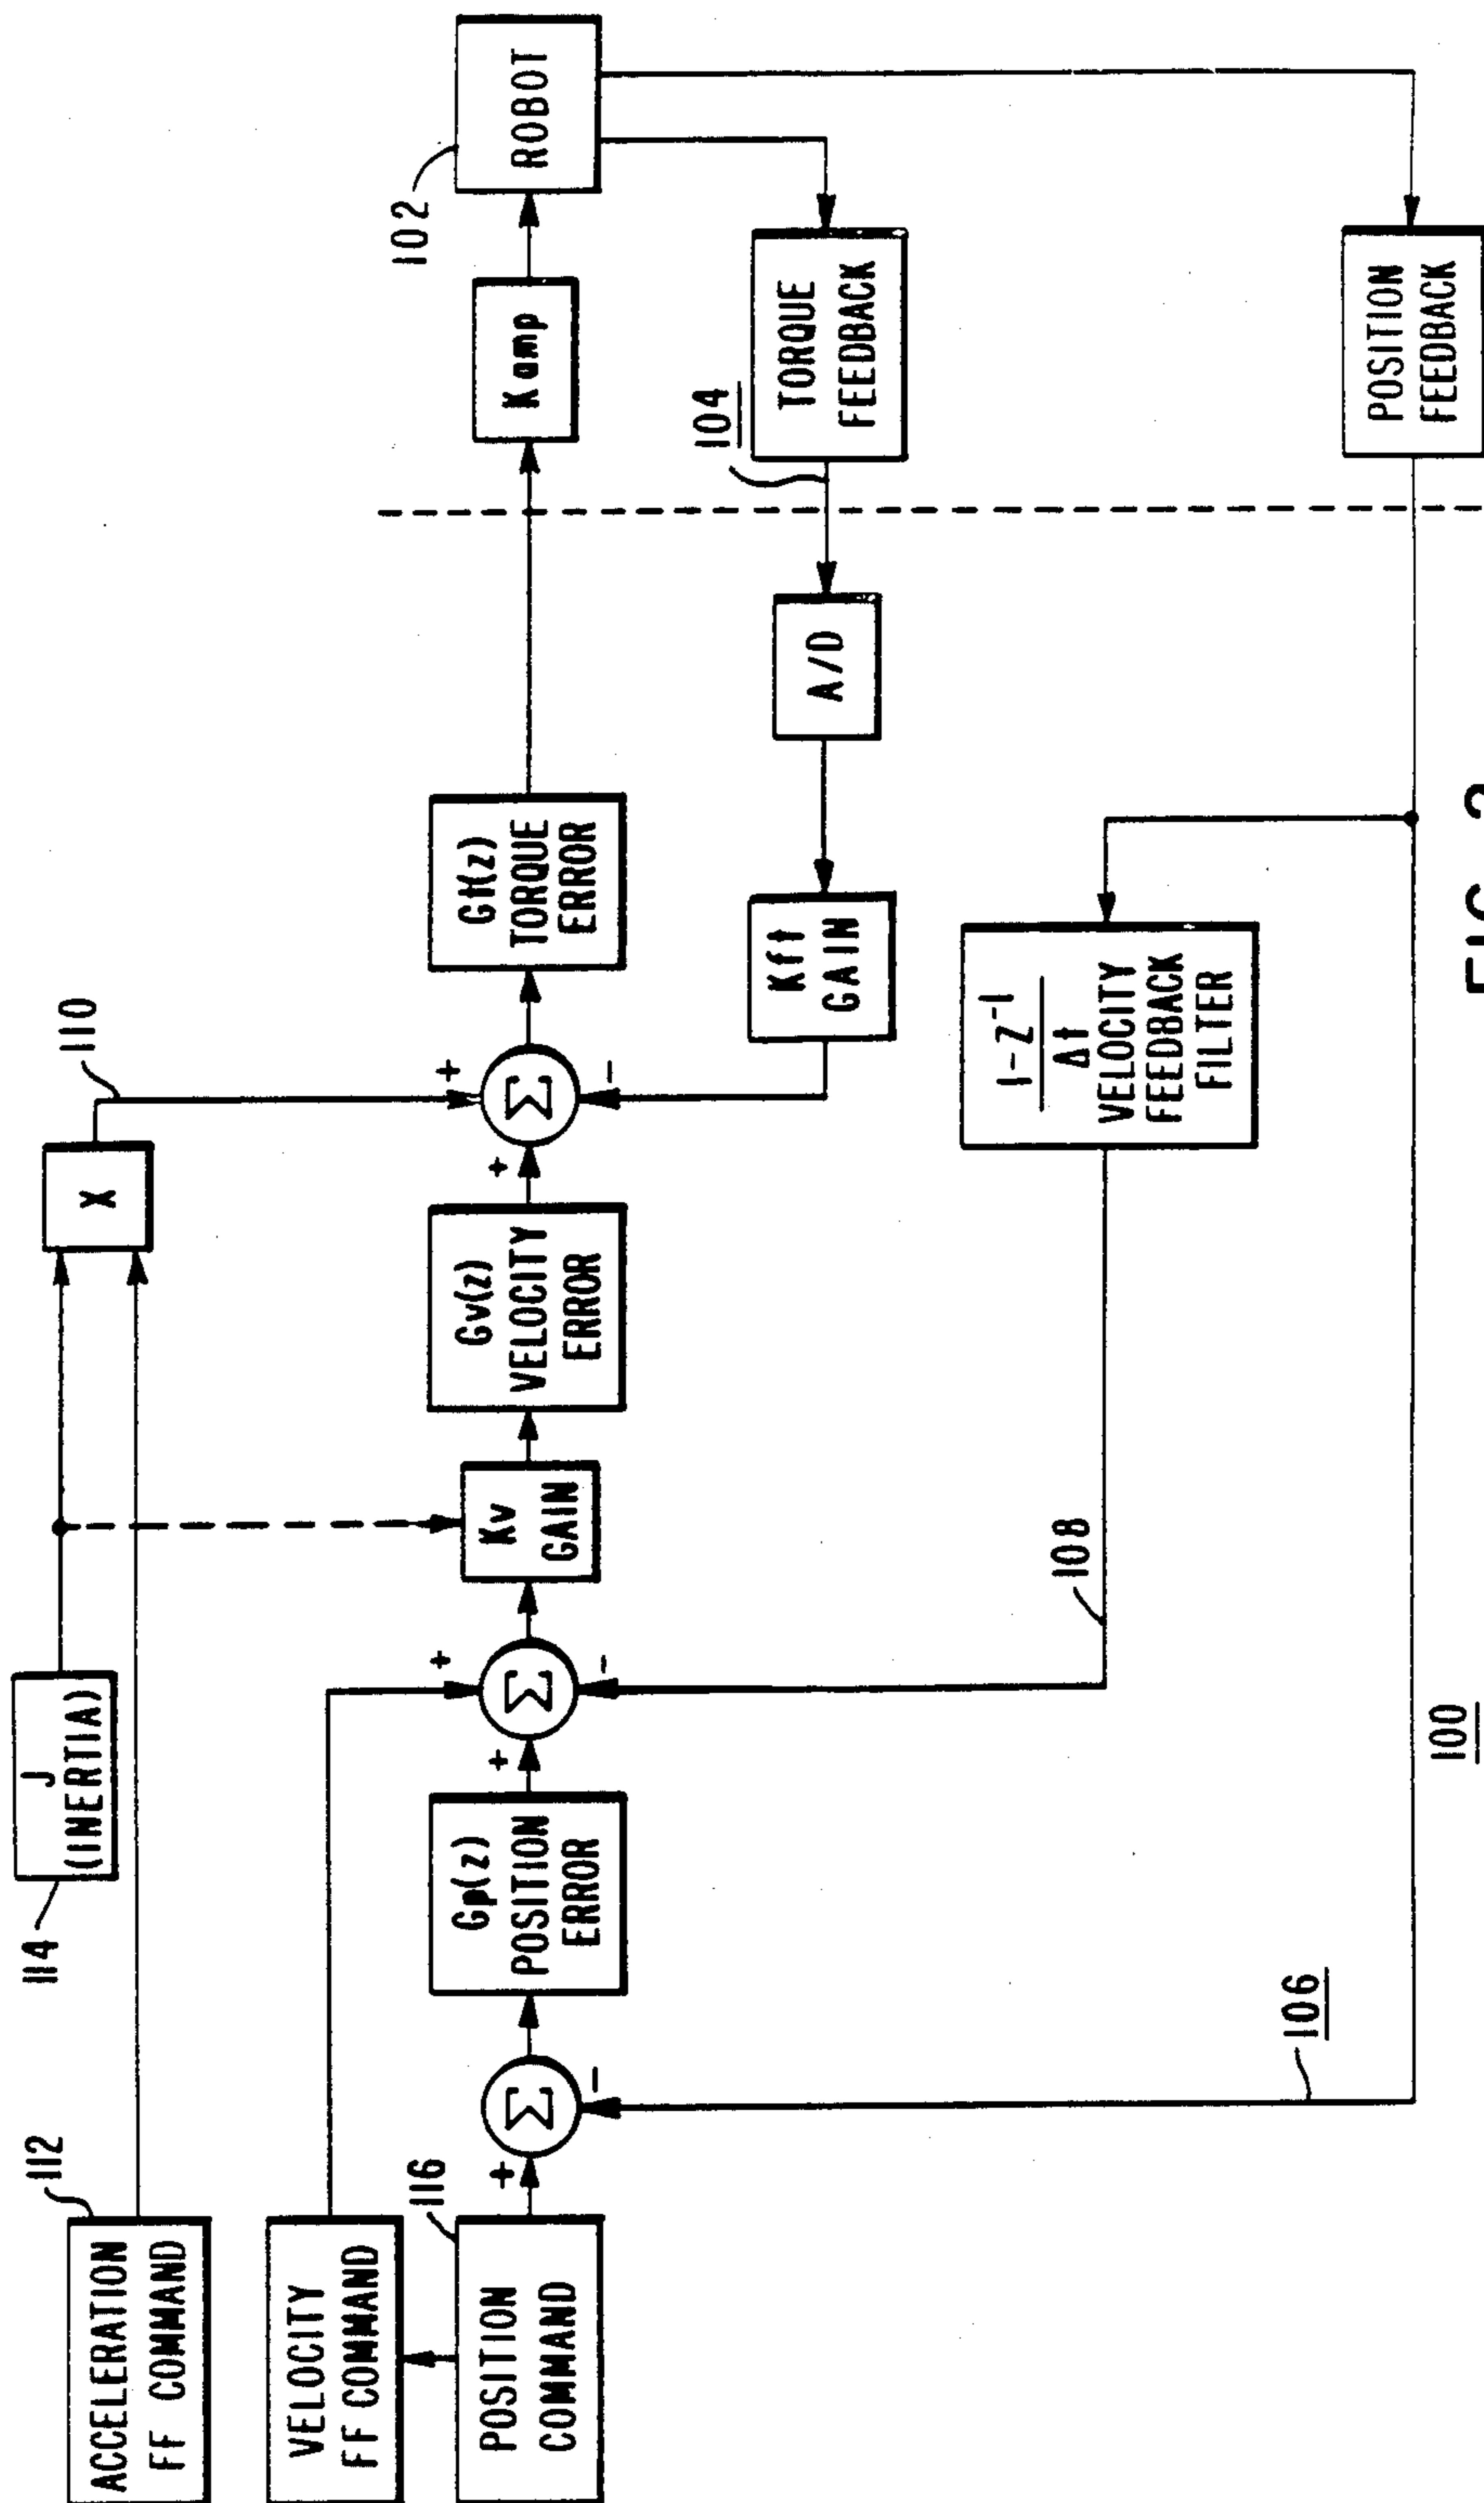 112
ACCELERATION
FF COMMAND
114
J
(INERTIA)
X
110
VELOCITY
FF COMMAND
116
POSITION
COMMAND
+
Σ
−
Gp(z)
POSITION
ERROR
+
+
Σ
−
Kv
GAIN
Gv(z)
VELOCITY
ERROR
+
+
Σ
−
Gt(z)
TORQUE
ERROR
K amp
102
ROBOT
Kft
GAIN
A/D
104
TORQUE
FEEDBACK
108
1-Z⁻¹
Δt
VELOCITY
FEEDBACK
FILTER
106
100
POSITION
FEEDBACK